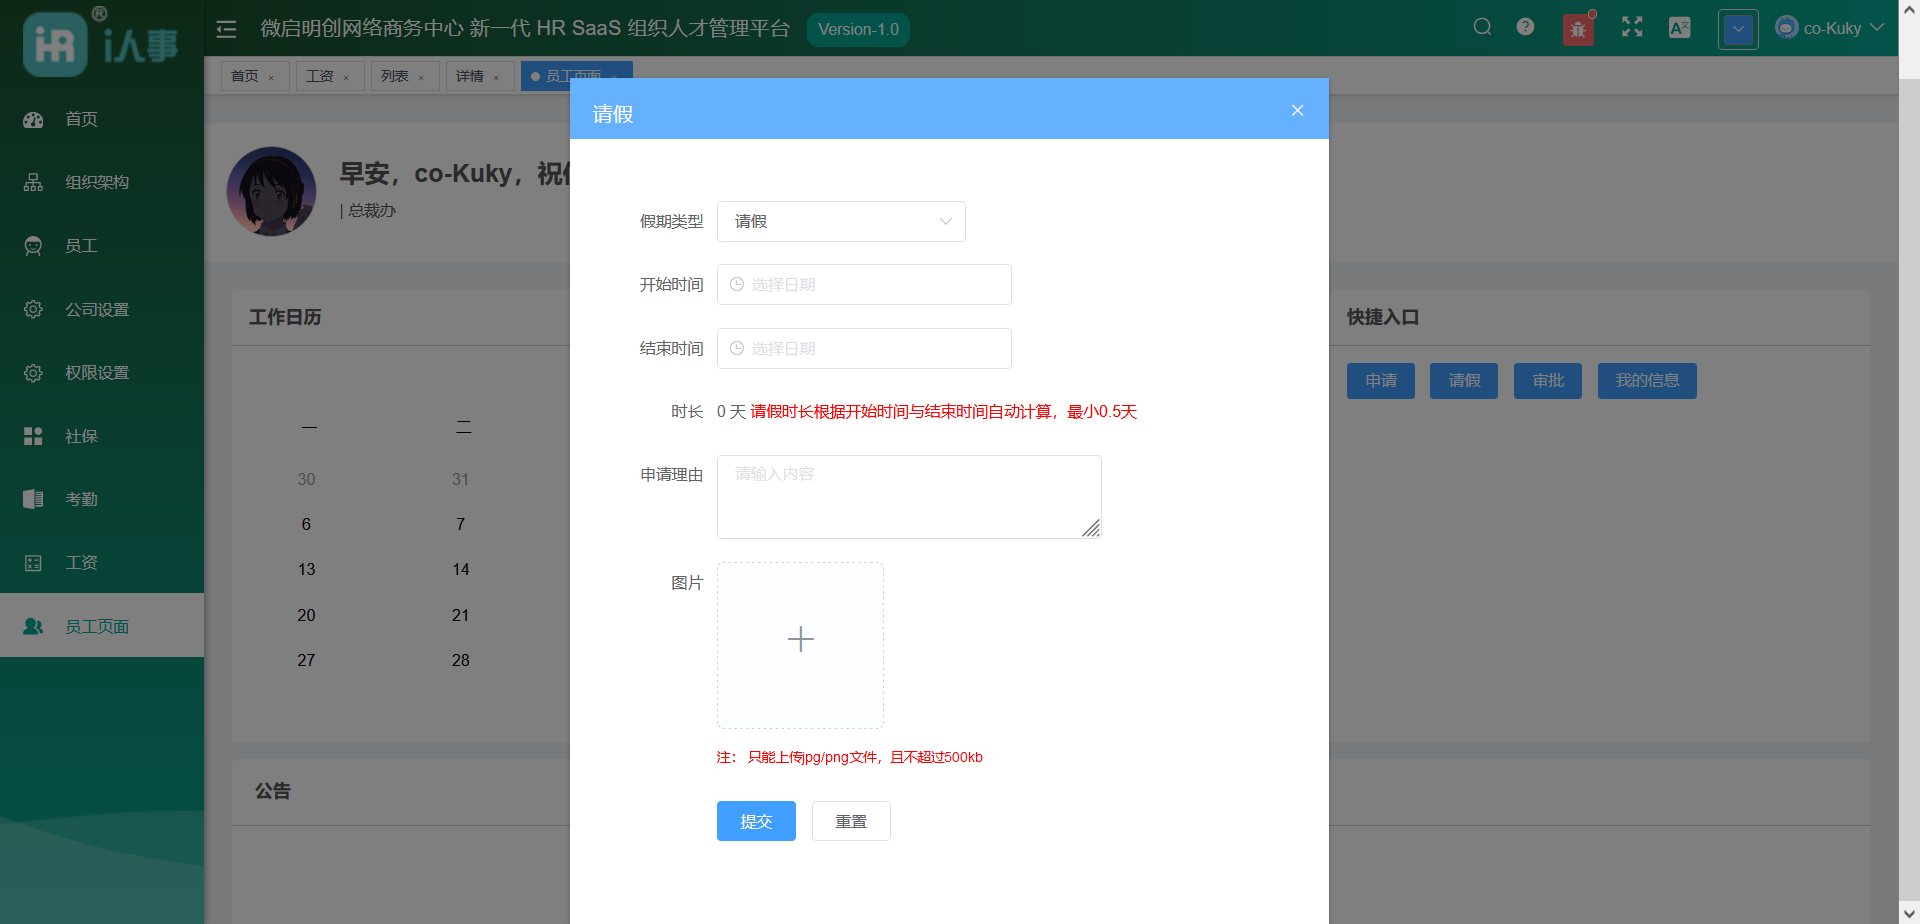 iHR ® i人事
微启明创网络商务中心 新一代 HR SaaS 组织人才管理平台 Version-1.0 co-Kuky
首页 × 工资 × 列表 × 详情 × 员工页面 ×
首页
组织架构
员工
公司设置
权限设置
社保
考勤
工资
员工页面
早安，co-Kuky，祝
| 总裁办
工作日历
一 二
30 31
6 7
13 14
20 21
27 28
公告
请假
假期类型 请假
开始时间 选择日期
结束时间 选择日期
时长 0 天 请假时长根据开始时间与结束时间自动计算，最小0.5天
申请理由 请输入内容
图片
注： 只能上传jpg/png文件，且不超过500kb
提交 重置
快捷入口
申请 请假 审批 我的信息